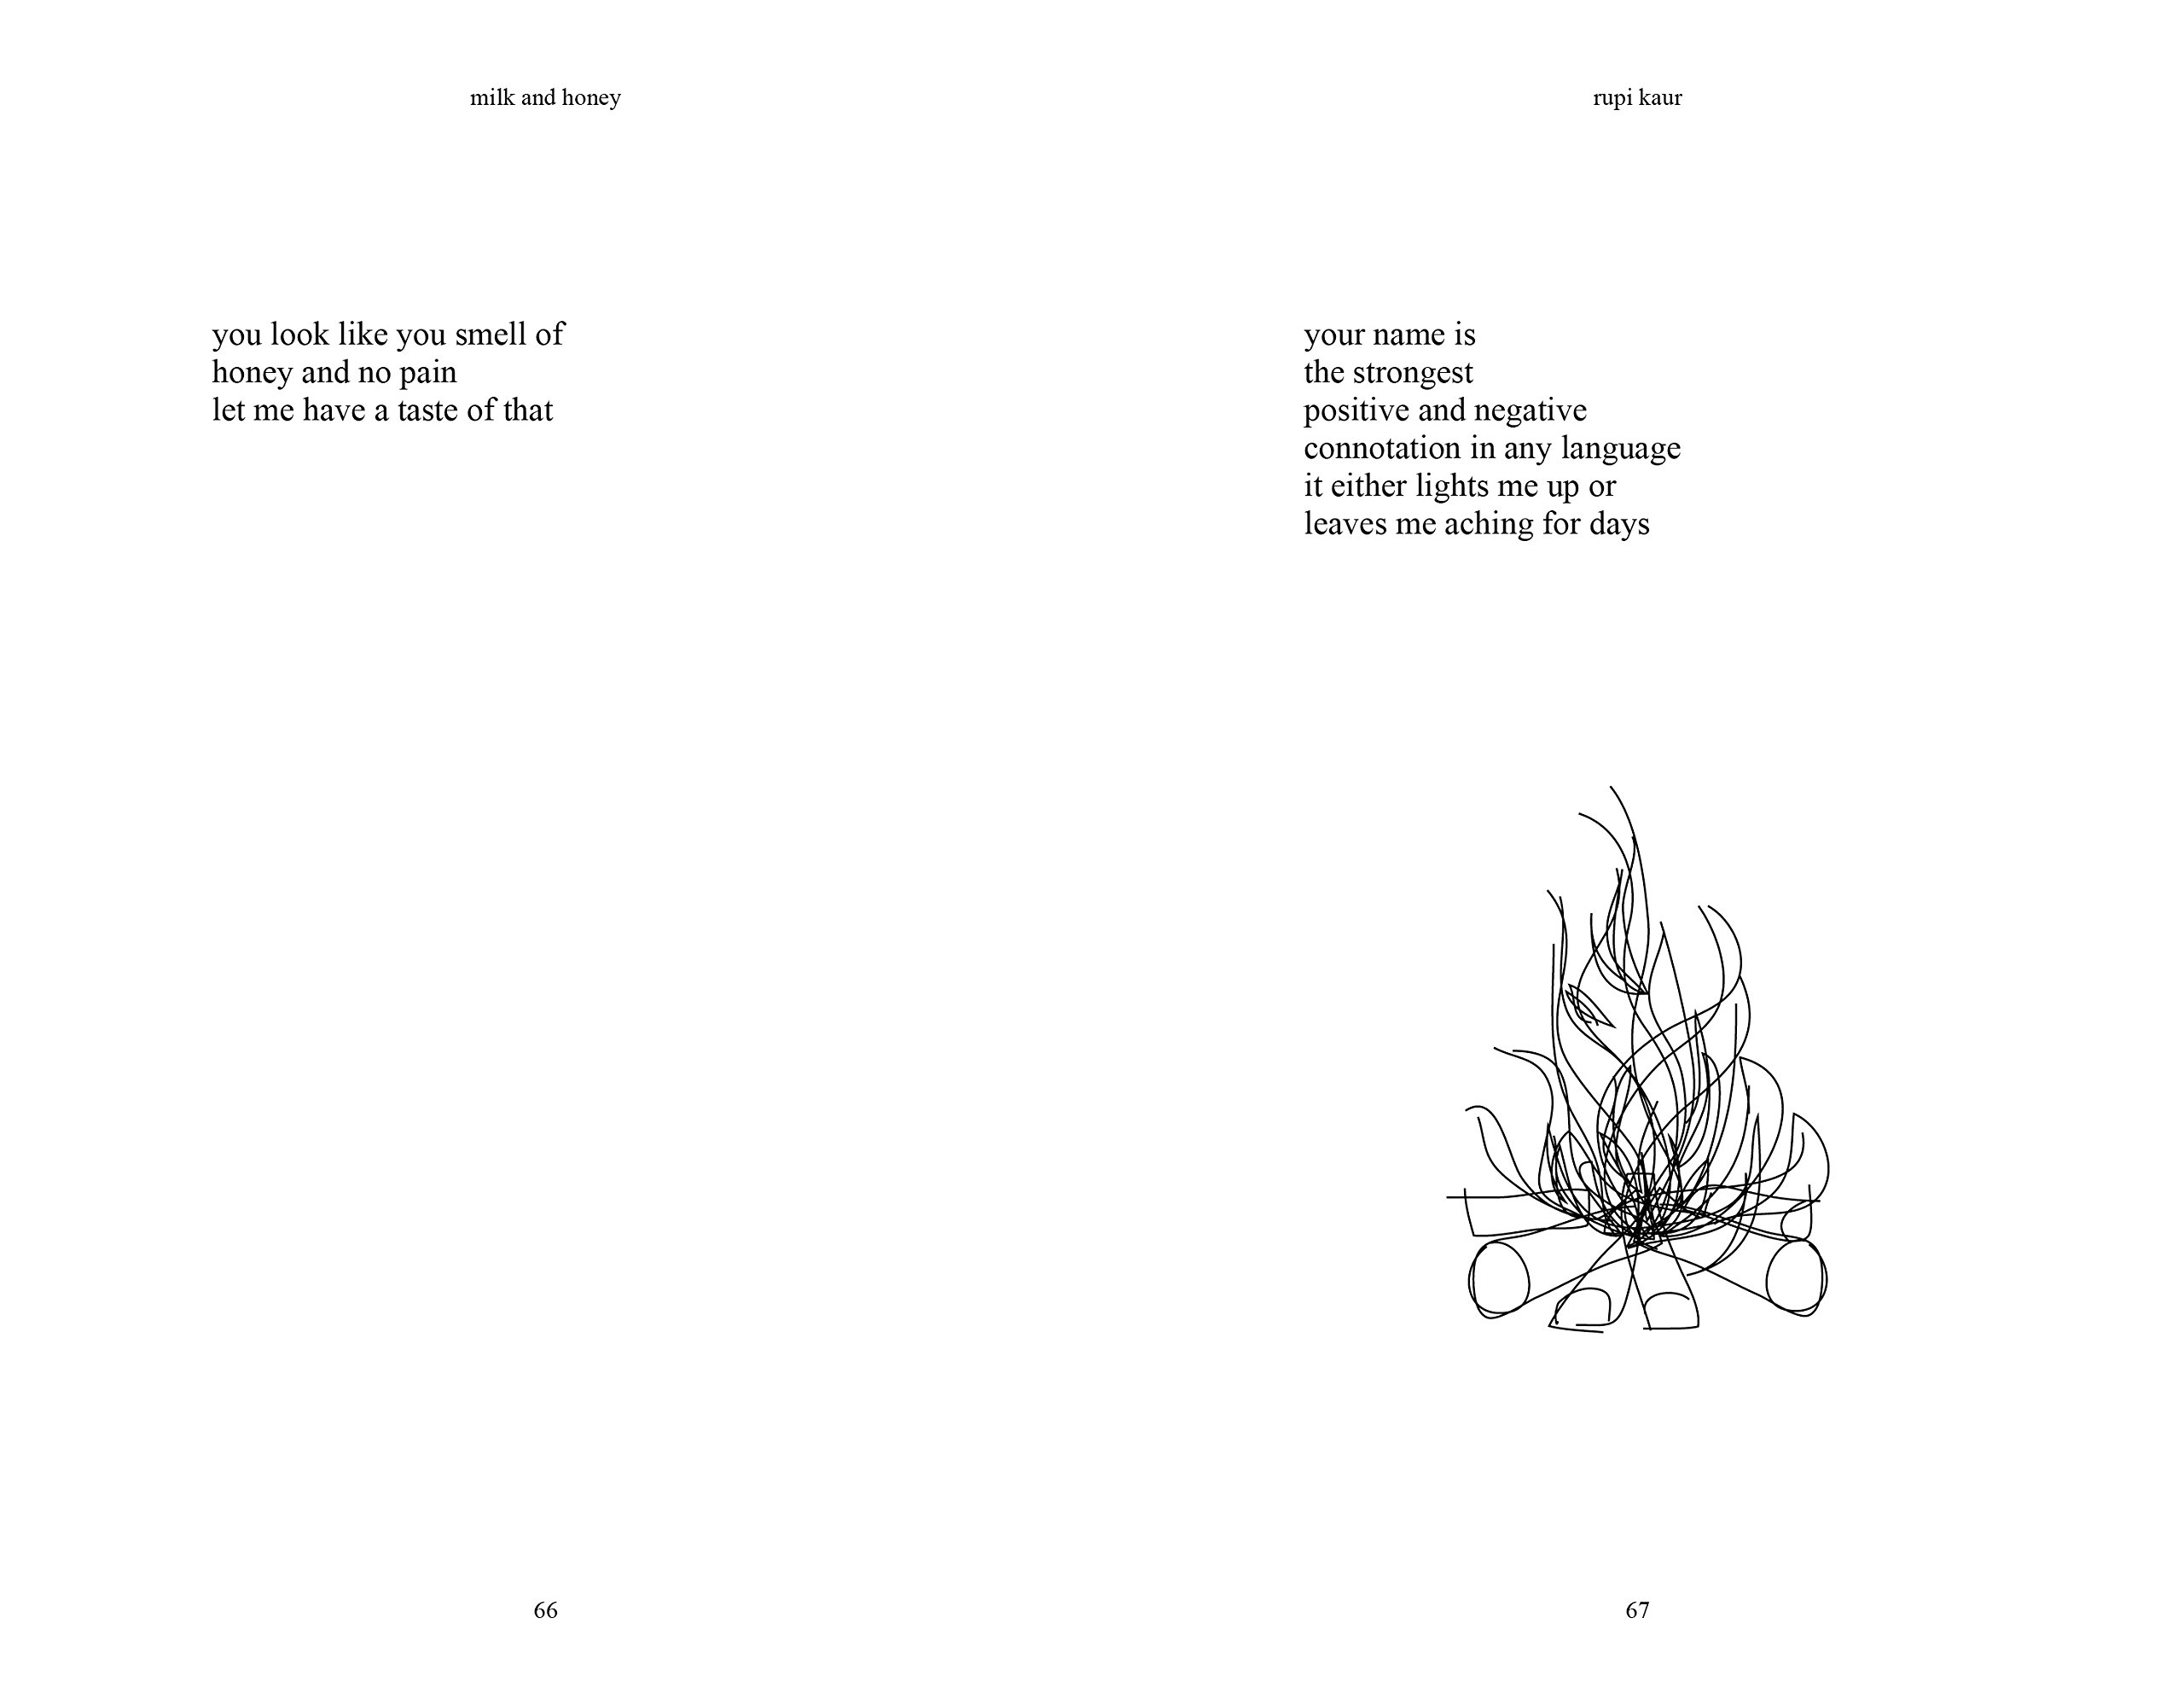 milk and honey
you look like you smell of
honey and no pain
let me have a taste of that
66
rupi kaur
your name is
the strongest
positive and negative
connotation in any language
it either lights me up or
leaves me aching for days
67